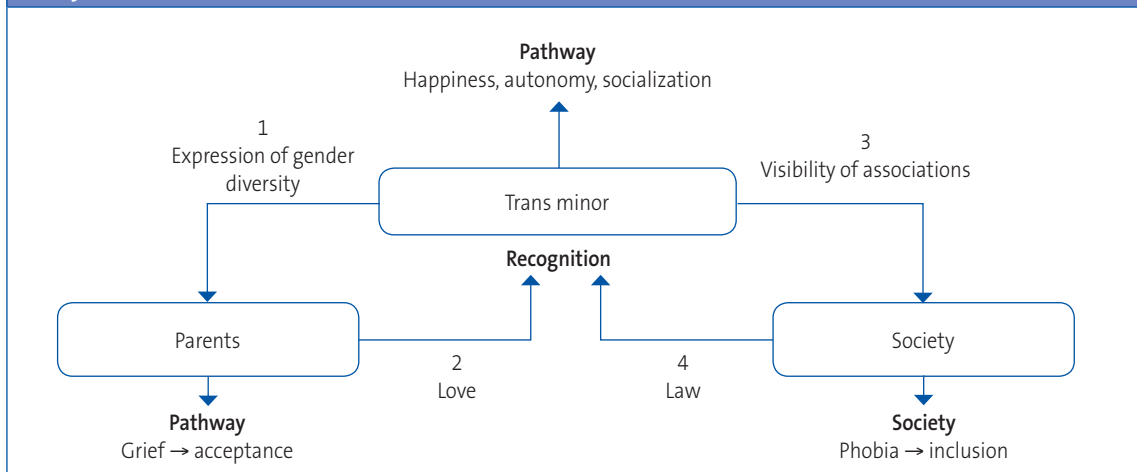 Pathway
Happiness, autonomy, socialization
1
Expression of gender
diversity
3
Visibility of associations
Trans minor
Recognition
Parents
Society
2
Love
4
Law
Pathway
Grief → acceptance
Society
Phobia → inclusion